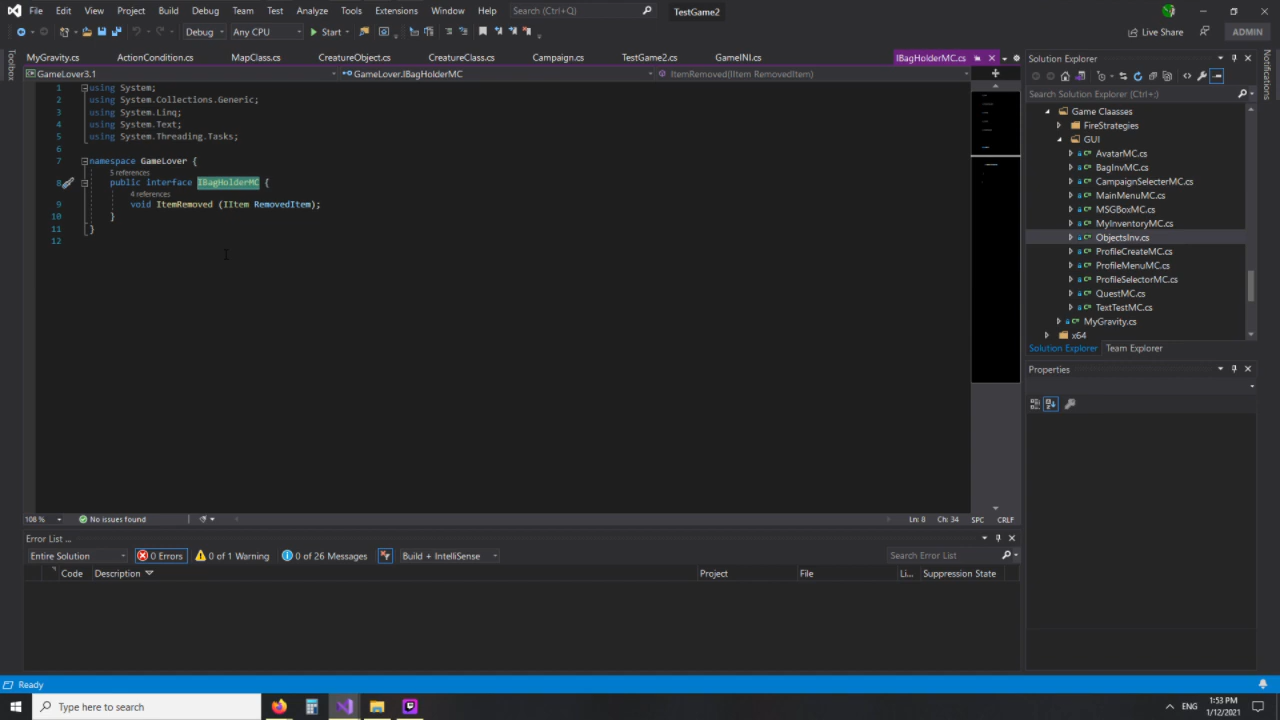 File Edit View Project Build Debug Team Test Analyze Tools Extensions Window Help Search (Ctrl+Q) TestGame2
Debug Any CPU Start Live Share ADMIN
MyGravity.cs ActionCondition.cs MapClass.cs CreatureObject.cs CreatureClass.cs Campaign.cs TestGame2.cs GameINI.cs IBagHolderMC.cs
GameLover3.1 GameLover.IBagHolderMC ItemRemoved(IItem RemovedItem)
Toolbox
1 using System;
2 using System.Collections.Generic;
3 using System.Linq;
4 using System.Text;
5 using System.Threading.Tasks;
6
7 namespace GameLover {
5 references
8 public interface IBagHolderMC {
4 references
9 void ItemRemoved (IItem RemovedItem);
10 }
11 }
12
108 % No issues found Ln: 8 Ch: 34 SPC CRLF
Error List ...
Entire Solution 0 Errors 0 of 1 Warning 0 of 26 Messages Build + IntelliSense Search Error List
Code Description Project File Li... Suppression State
Solution Explorer
Search Solution Explorer (Ctrl+;)
Game Claasses
FireStrategies
GUI
AvatarMC.cs
BagInvMC.cs
CampaignSelecterMC.cs
MainMenuMC.cs
MSGBoxMC.cs
MyInventoryMC.cs
ObjectsInv.cs
ProfileCreateMC.cs
ProfileMenuMC.cs
ProfileSelectorMC.cs
QuestMC.cs
TextTestMC.cs
MyGravity.cs
x64
Solution Explorer Team Explorer
Properties
Notifications
Ready
Type here to search ENG 1:53 PM
1/12/2021